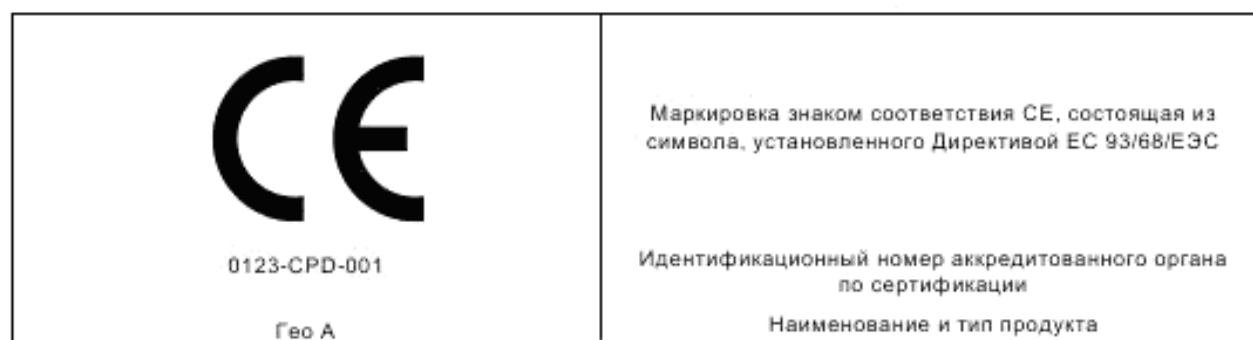 CE
Маркировка знаком соответствия CE, состоящая из
символа, установленного Директивой ЕС 93/68/ЕЭС
0123-CPD-001
Идентификационный номер аккредитованного органа
по сертификации
Гео А
Наименование и тип продукта